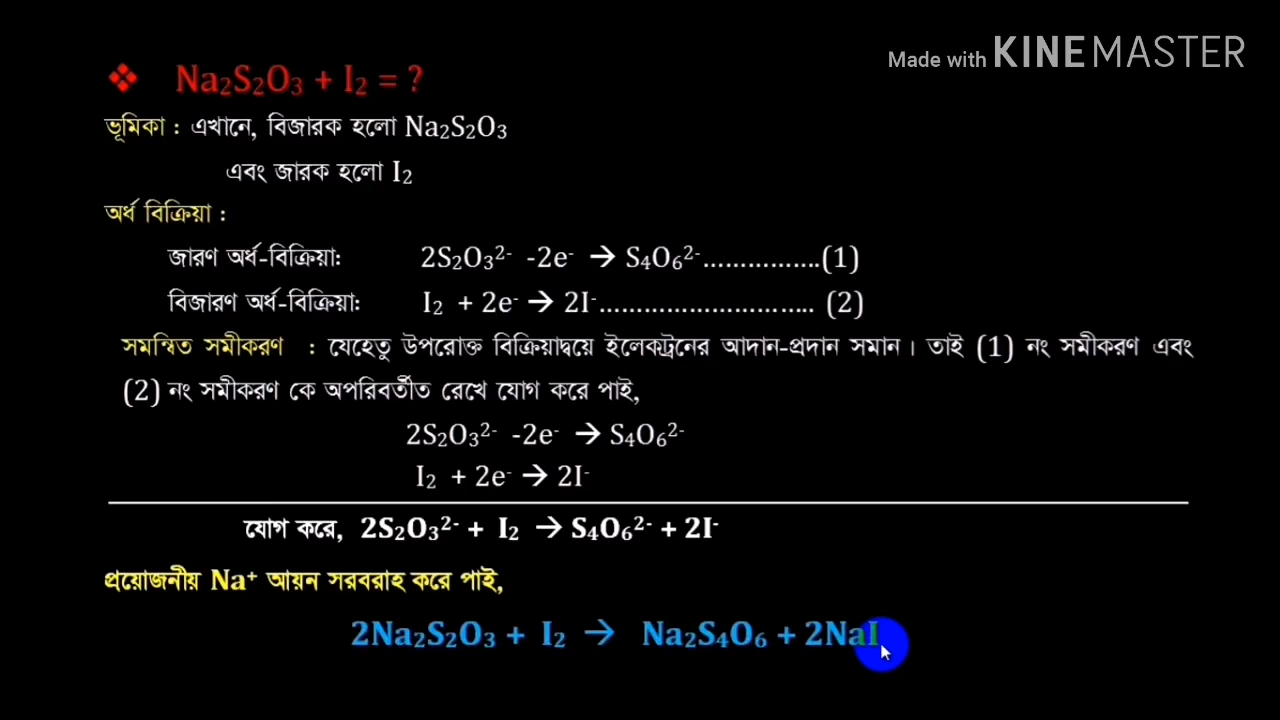 Made with KINEMASTER
❖ Na₂S₂O₃ + I₂ = ?
ভূমিকা : এখানে, বিজারক হলো Na₂S₂O₃
এবং জারক হলো I₂
অর্ধ বিক্রিয়া :
জারণ অর্ধ-বিক্রিয়া: 2S₂O₃²⁻ -2e⁻ → S₄O₆²⁻................(1)
বিজারণ অর্ধ-বিক্রিয়া: I₂ + 2e⁻ → 2I⁻............................. (2)
সমন্বিত সমীকরণ : যেহেতু উপরোক্ত বিক্রিয়াদ্বয়ে ইলেকট্রনের আদান-প্রদান সমান। তাই (1) নং সমীকরণ এবং
(2) নং সমীকরণ কে অপরিবর্তীত রেখে যোগ করে পাই,
2S₂O₃²⁻ -2e⁻ → S₄O₆²⁻
I₂ + 2e⁻ → 2I⁻
যোগ করে, 2S₂O₃²⁻ + I₂ → S₄O₆²⁻ + 2I⁻
প্রয়োজনীয় Na⁺ আয়ন সরবরাহ করে পাই,
2Na₂S₂O₃ + I₂ → Na₂S₄O₆ + 2NaI